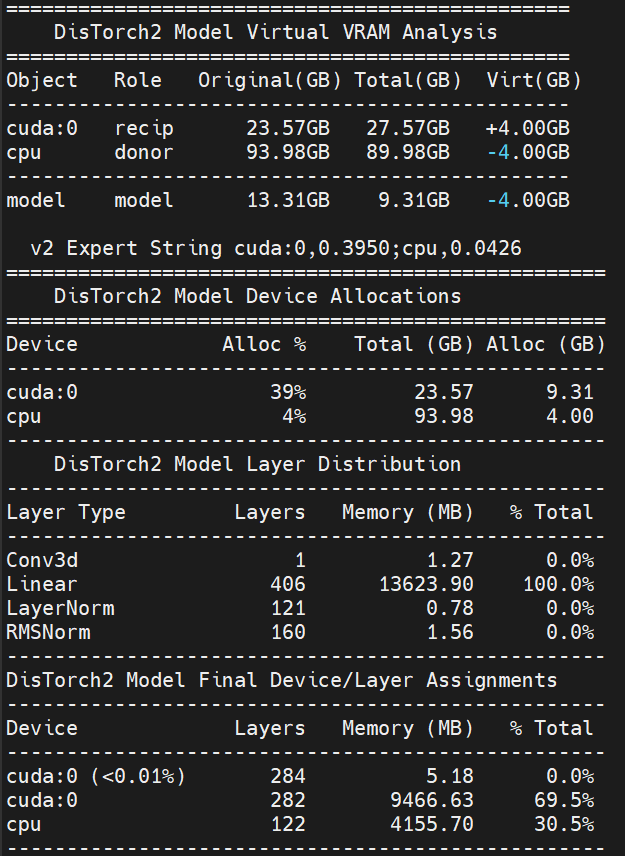 ===============================================
    DisTorch2 Model Virtual VRAM Analysis
===============================================
Object   Role   Original(GB) Total(GB)  Virt(GB)
-----------------------------------------------
cuda:0   recip      23.57GB   27.57GB   +4.00GB
cpu      donor      93.98GB   89.98GB   -4.00GB
-----------------------------------------------
model    model      13.31GB    9.31GB   -4.00GB

  v2 Expert String cuda:0,0.3950;cpu,0.0426
==================================================
    DisTorch2 Model Device Allocations
==================================================
Device            Alloc %    Total (GB) Alloc (GB)
--------------------------------------------------
cuda:0                39%         23.57       9.31
cpu                    4%         93.98       4.00
--------------------------------------------------
    DisTorch2 Model Layer Distribution
--------------------------------------------------
Layer Type         Layers   Memory (MB)   % Total
--------------------------------------------------
Conv3d                  1          1.27      0.0%
Linear                406      13623.90    100.0%
LayerNorm             121          0.78      0.0%
RMSNorm               160          1.56      0.0%
--------------------------------------------------
DisTorch2 Model Final Device/Layer Assignments
--------------------------------------------------
Device             Layers   Memory (MB)   % Total
--------------------------------------------------
cuda:0 (<0.01%)       284          5.18      0.0%
cuda:0                282       9466.63     69.5%
cpu                   122       4155.70     30.5%
--------------------------------------------------